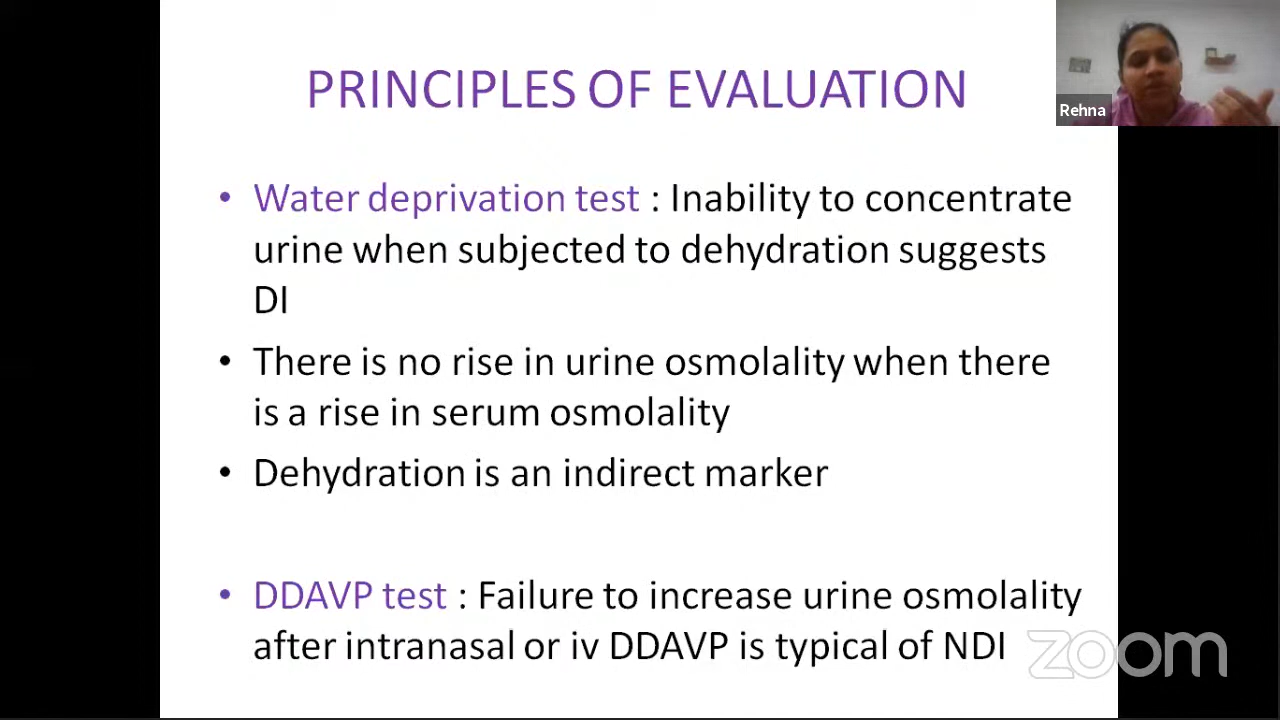 PRINCIPLES OF EVALUATION
Rehna
• Water deprivation test : Inability to concentrate
urine when subjected to dehydration suggests
DI
• There is no rise in urine osmolality when there
is a rise in serum osmolality
• Dehydration is an indirect marker
• DDAVP test : Failure to increase urine osmolality
after intranasal or iv DDAVP is typical of NDI
zoom